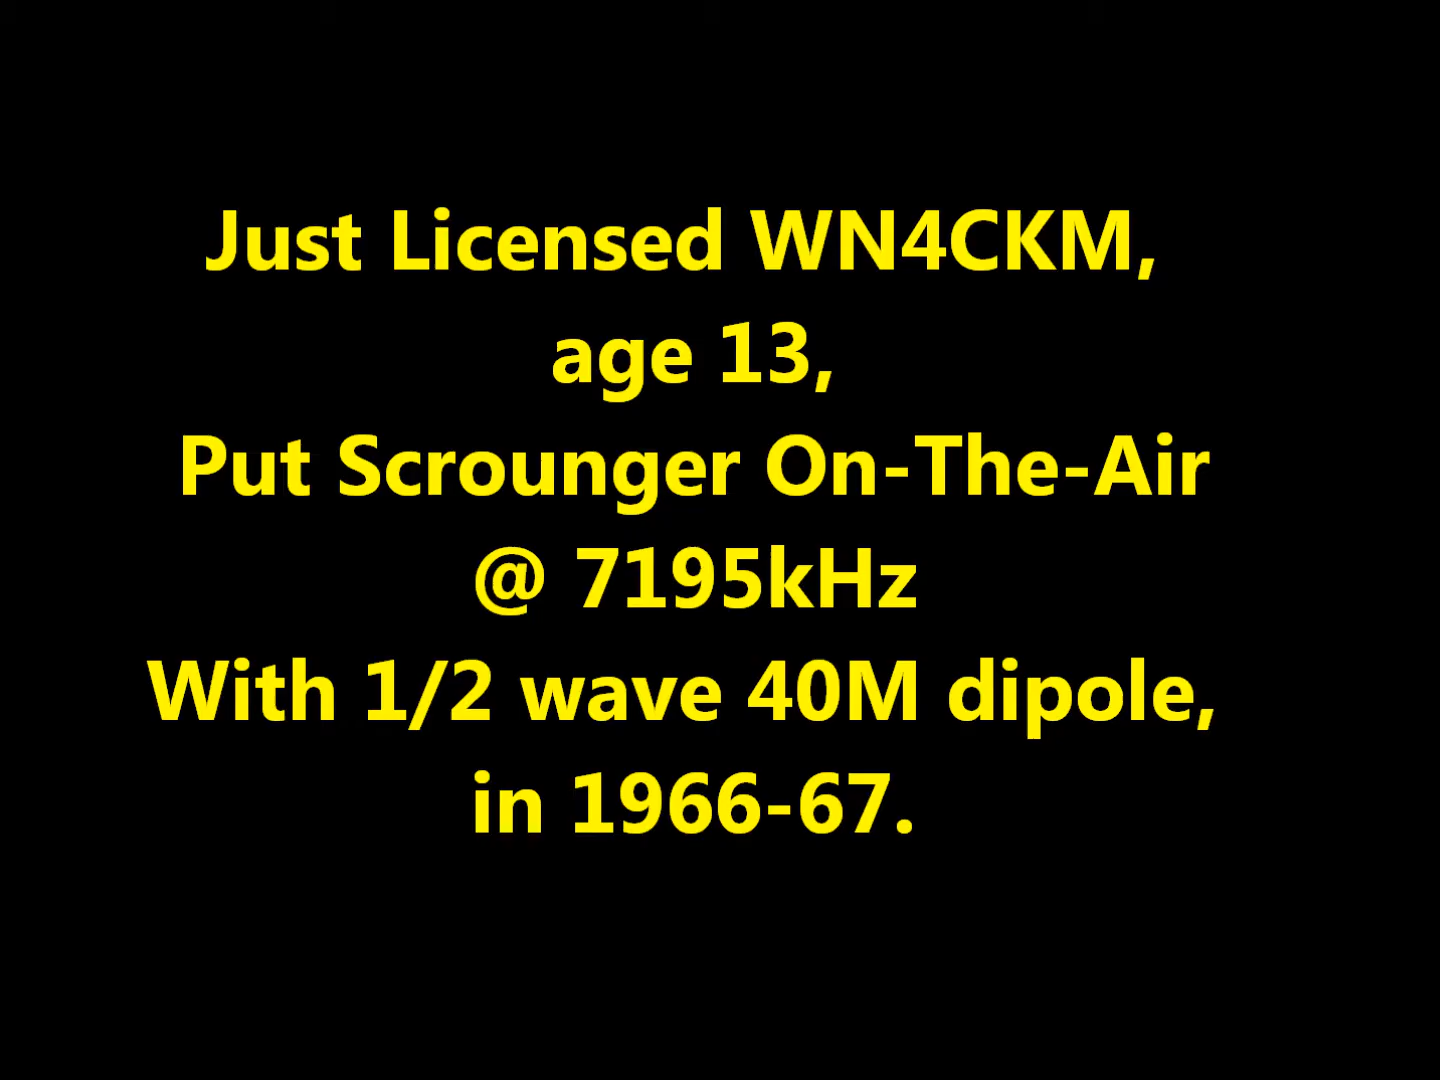 Just Licensed WN4CKM,
age 13,
Put Scrounger On-The-Air
@ 7195kHz
With 1/2 wave 40M dipole,
in 1966-67.